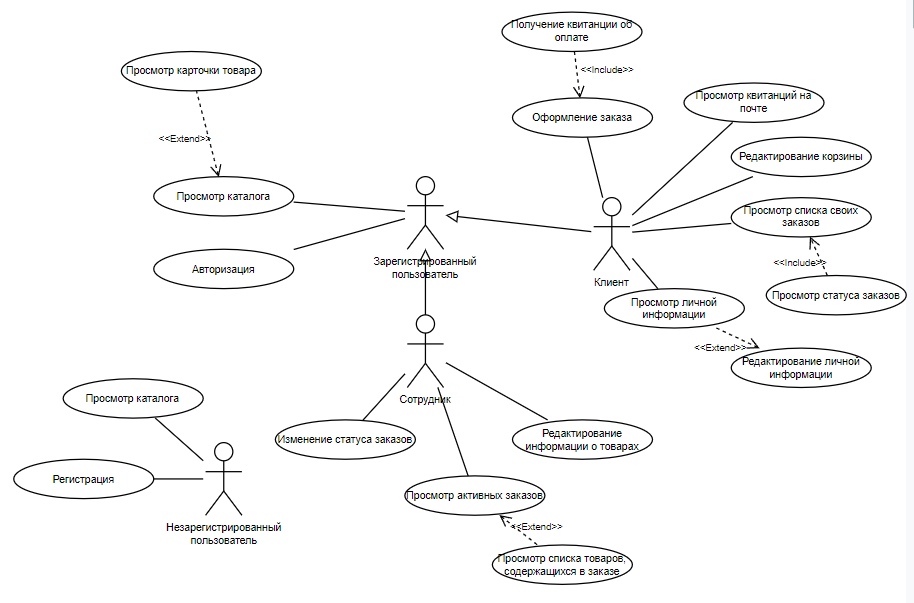 Получение квитанции об
оплате
<<Include>>
Просмотр карточки товара
Просмотр квитанций на
почте
Оформление заказа
<<Extend>>
Редактирование корзины
Просмотр каталога
Просмотр списка своих
заказов
Авторизация
Зарегистрированный
пользователь
<<Include>>
Клиент
Просмотр статуса заказов
Просмотр личной
информации
<<Extend>>
Редактирование личной
информации
Сотрудник
Просмотр каталога
Изменение статуса заказов
Редактирование
информации о товарах
Регистрация
Просмотр активных заказов
Незарегистрированный
пользователь
<<Extend>>
Просмотр списка товаров,
содержащихся в заказе